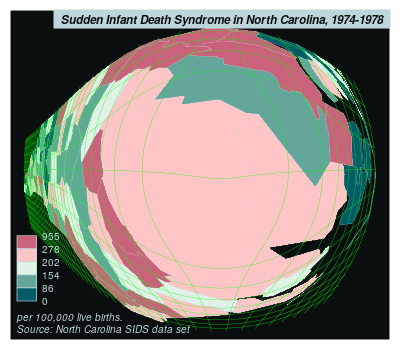 Sudden Infant Death Syndrome in North Carolina, 1974-1978
955
278
202
154
86
0
per 100,000 live births.
Source: North Carolina SIDS data set